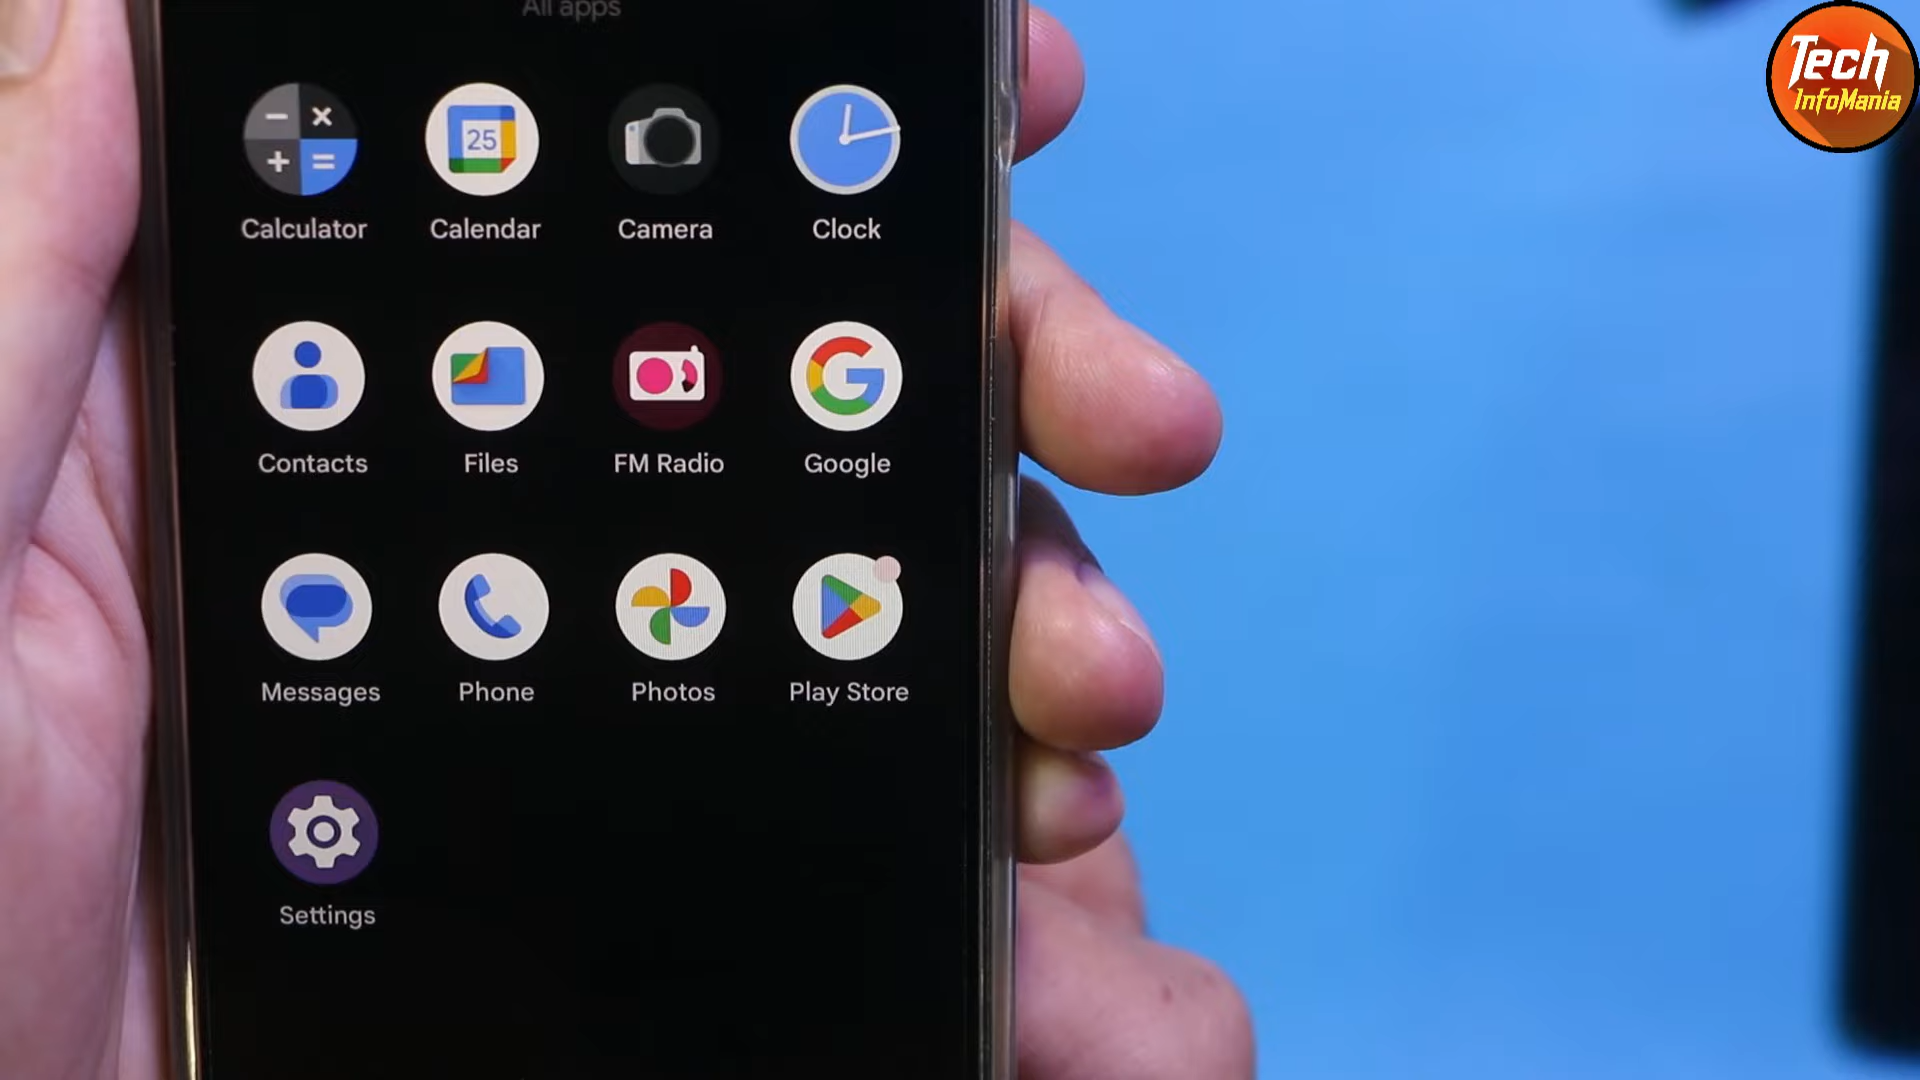 All apps
Tech
InfoMania
25
Calculator
Calendar
Camera
Clock
Contacts
Files
FM Radio
Google
Messages
Phone
Photos
Play Store
Settings